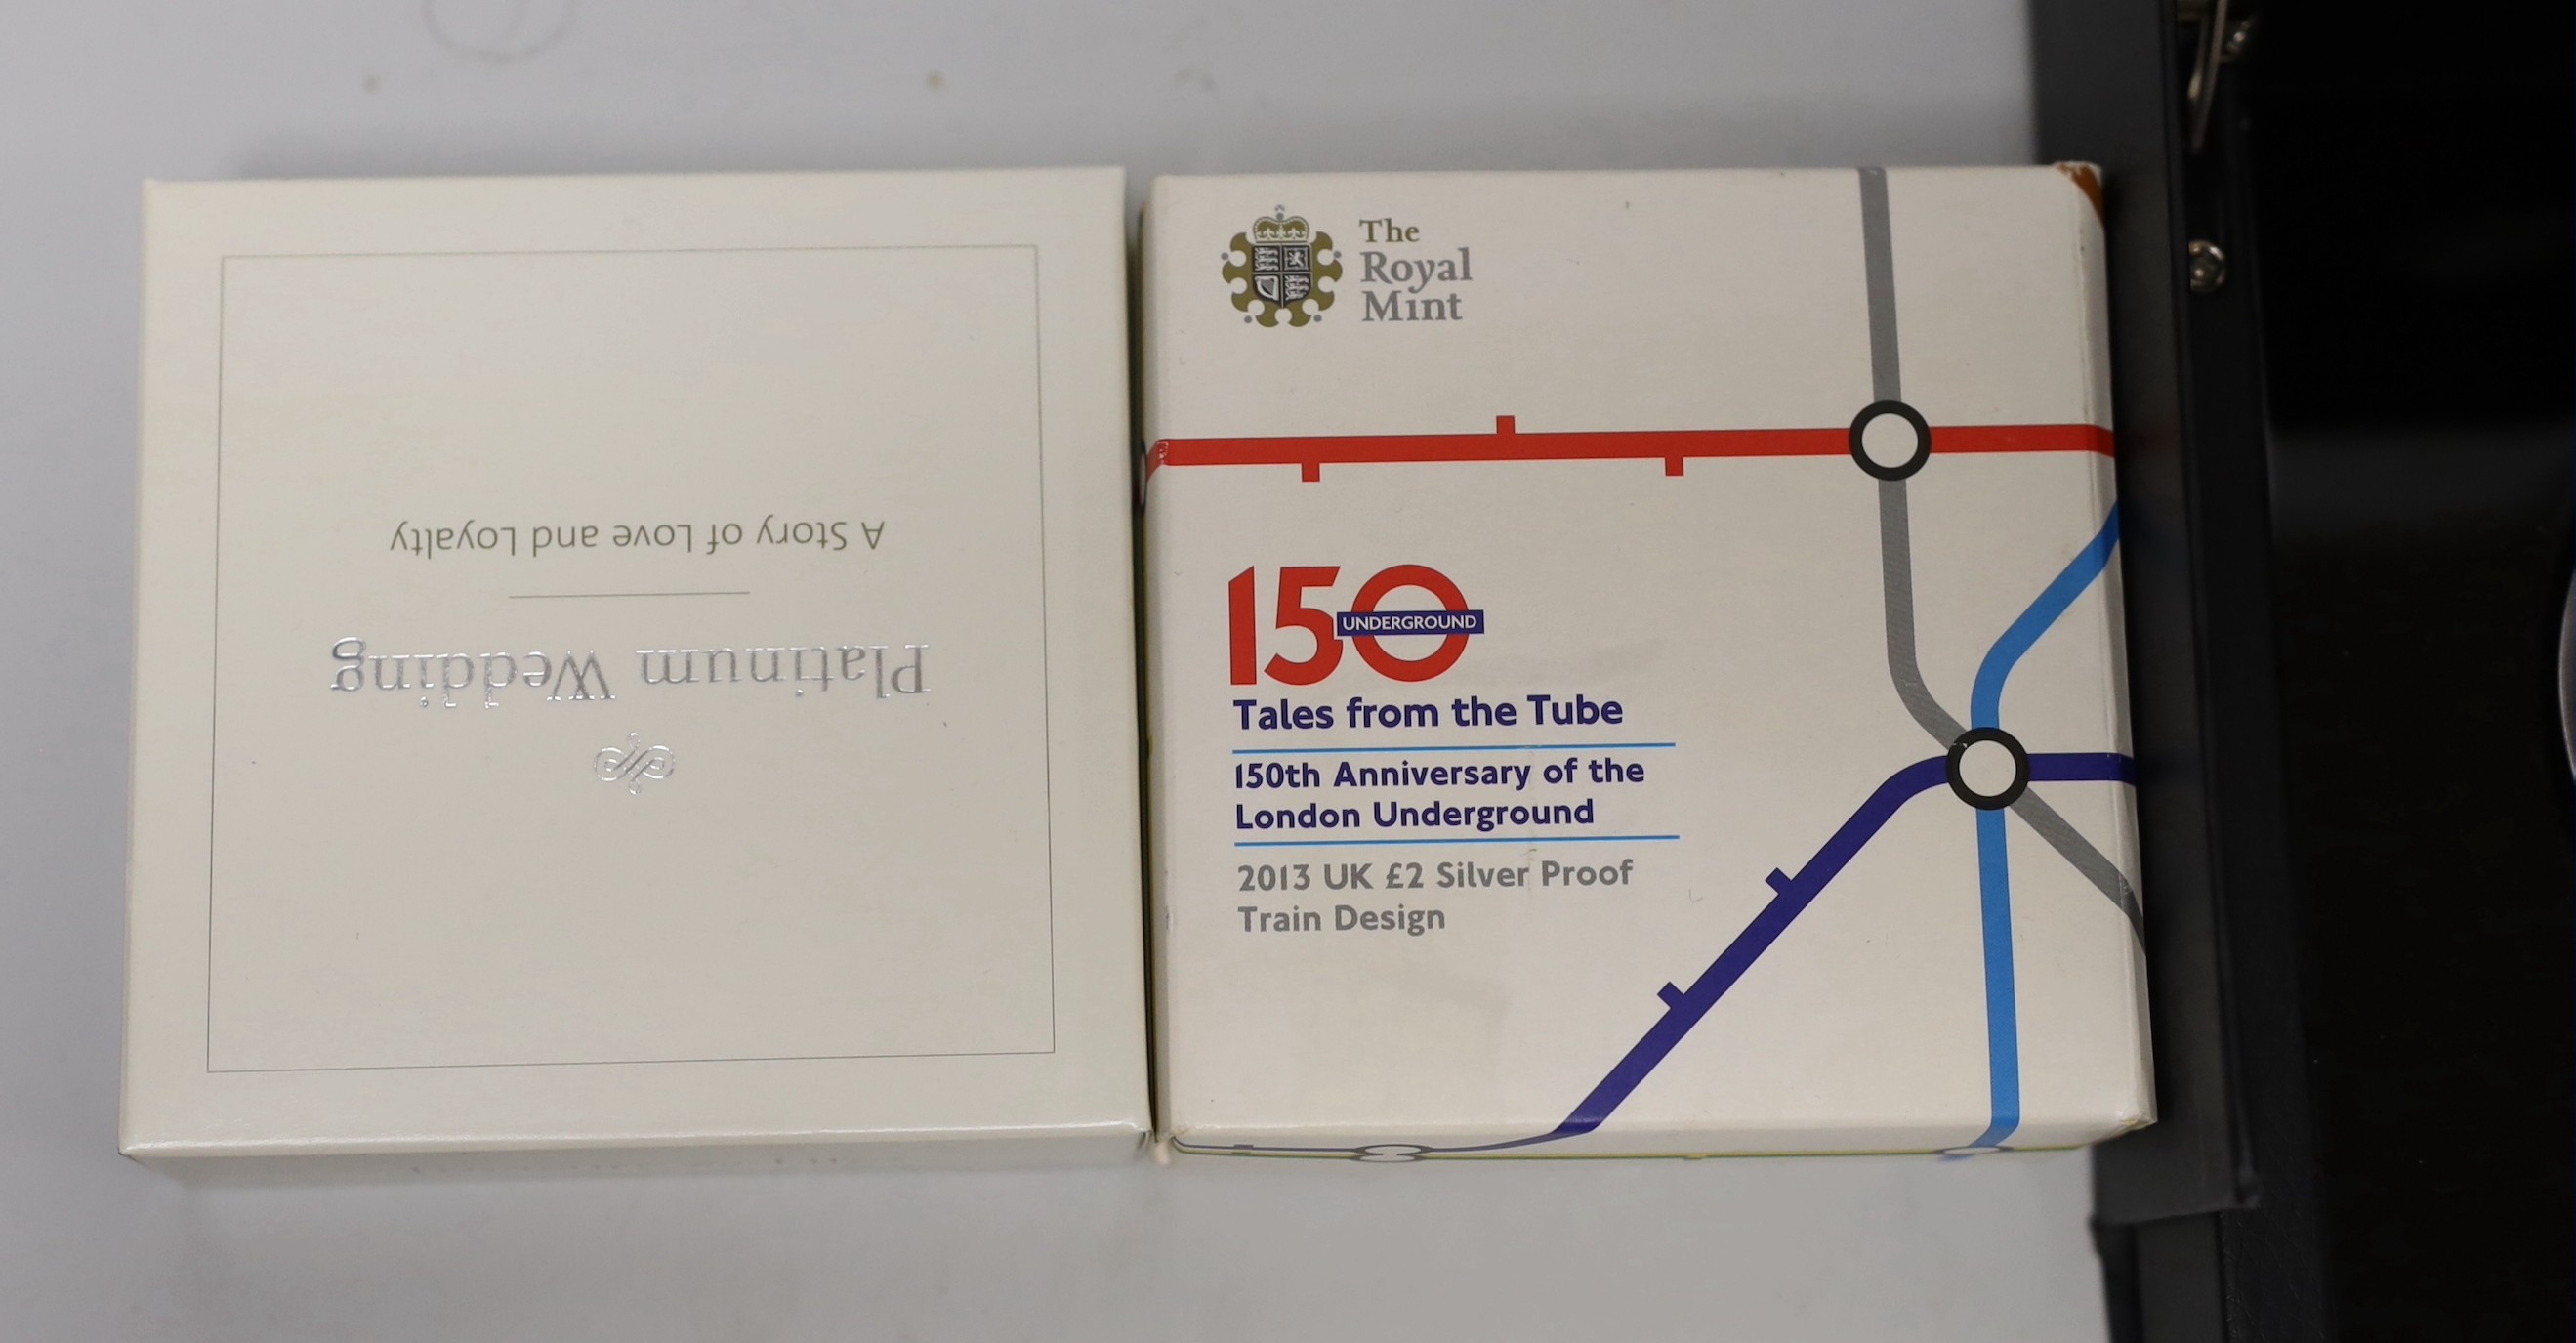 Platinum Wedding
A Story of Love and Loyalty
The
Royal
Mint
150
UNDERGROUND
Tales from the Tube
150th Anniversary of the
London Underground
2013 UK £2 Silver Proof
Train Design